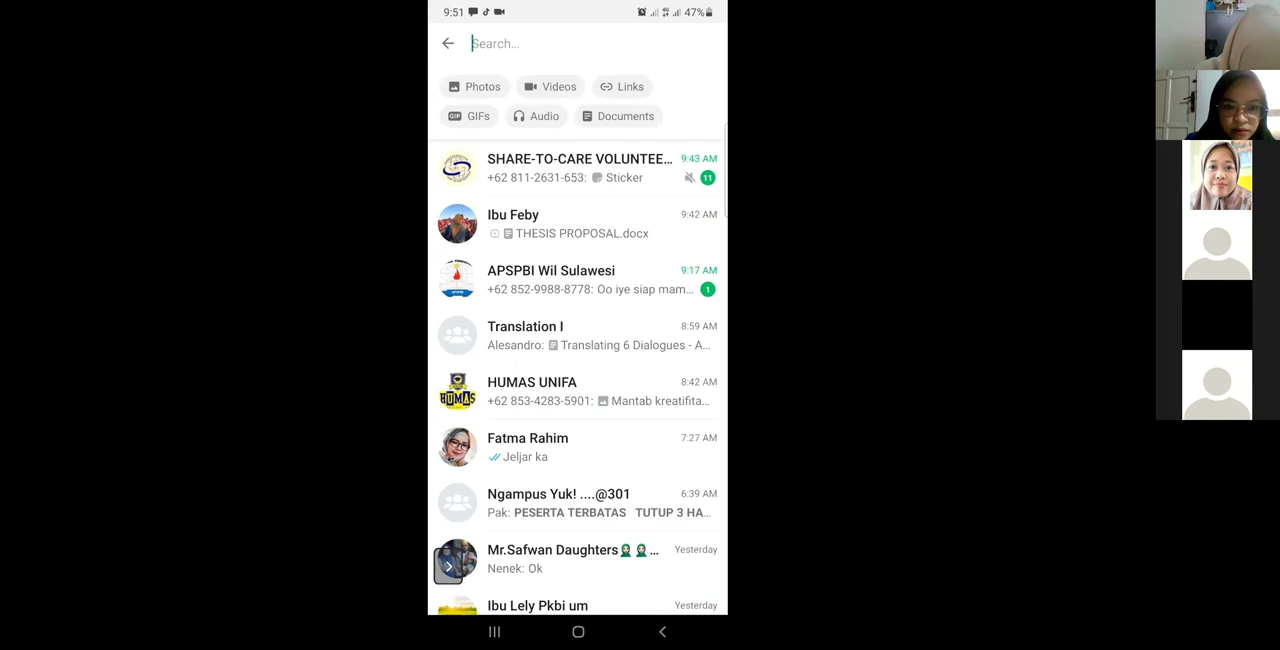 9:51 47%
Search...
Photos Videos Links
GIF GIFs Audio Documents
SHARE-TO-CARE VOLUNTEE... 9:43 AM
+62 811-2631-653: Sticker 11
Ibu Feby 9:42 AM
THESIS PROPOSAL.docx
APSPBI Wil Sulawesi 9:17 AM
+62 852-9988-8778: Oo iye siap mam... 1
Translation I 8:59 AM
Alesandro: Translating 6 Dialogues - A...
HUMAS UNIFA 8:42 AM
HUMAS
+62 853-4283-5901: Mantab kreatifita...
Fatma Rahim 7:27 AM
Jeljar ka
Ngampus Yuk! ....@301 6:39 AM
Pak: PESERTA TERBATAS TUTUP 3 HA...
Mr.Safwan Daughters🧕🧕... Yesterday
Nenek: Ok
Ibu Lely Pkbi um Yesterday